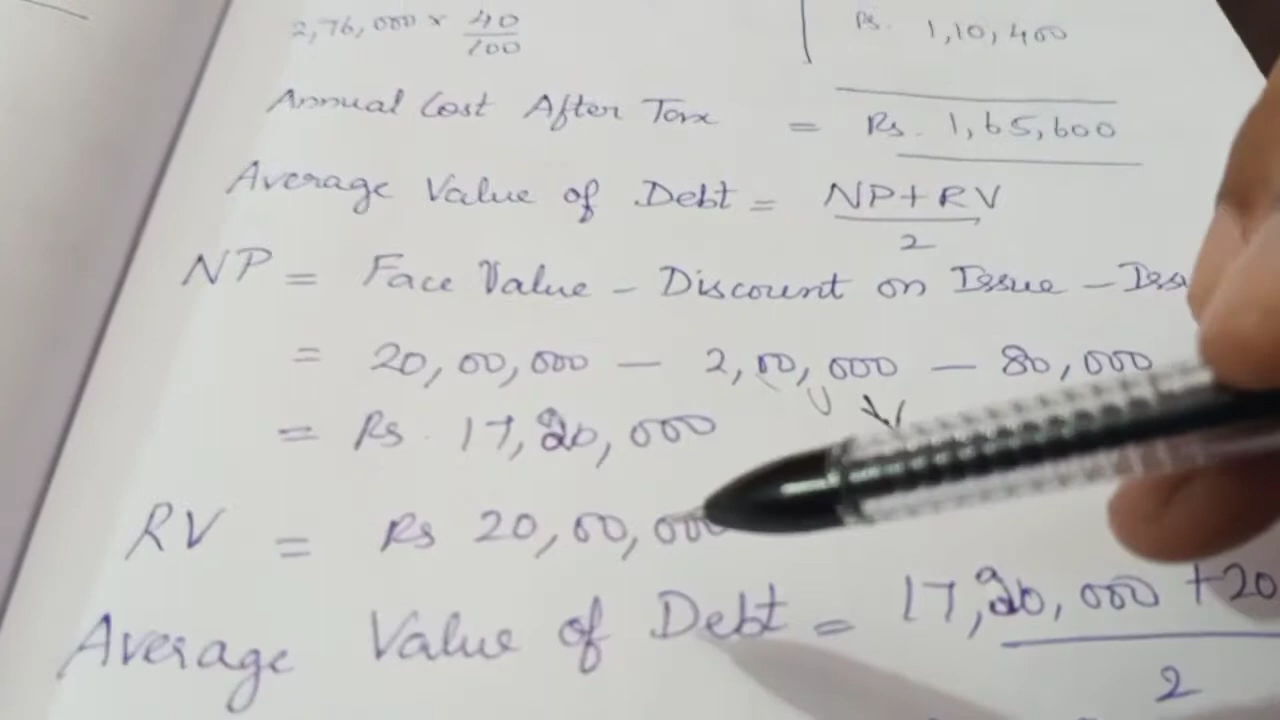 2,76,000 × 40/100 Rs. 1,10,400
Annual Cost After Tax = Rs. 1,65,600
Average Value of Debt = NP+RV/2
NP = Face Value - Discount on Issue -
= 20,00,000 - 2,00,000 - 80,000
= Rs. 17,20,000
RV = Rs 20,00,000
Average Value of Debt = 17,20,000 + 20
2